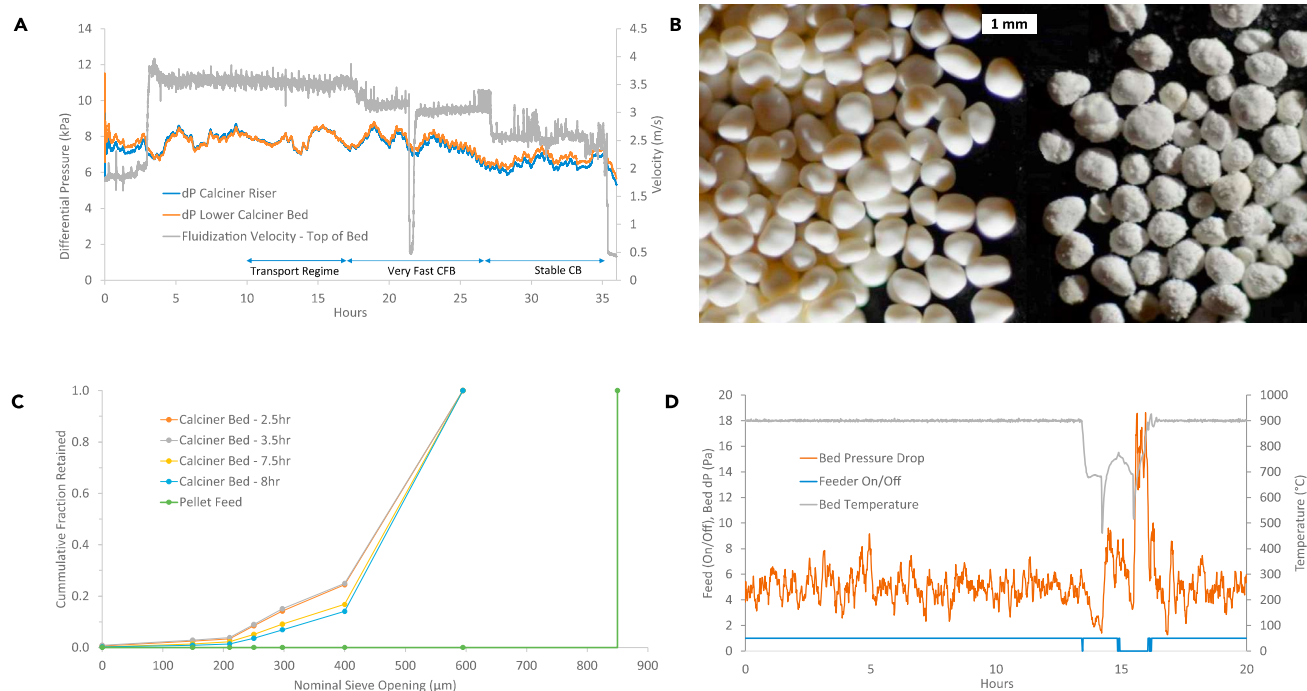 A
14
12
10
8
6
4
2
0
Differential Pressure (kPa)
4.5
4.0
3.5
3.0
2.5
2.0
1.5
1.0
0.5
0.0
Velocity (m/s)
dP Calciner Riser
dP Lower Calciner Bed
Fluidization Velocity - Top of Bed
Transport Regime
Very Fast CFB
Stable CB
0 5 10 15 20 25 30 35
Hours
B
1 mm
C
1.0
0.8
0.6
0.4
0.2
0.0
Cummulative Fraction Retained
Calciner Bed - 2.5hr
Calciner Bed - 3.5hr
Calciner Bed - 7.5hr
Calciner Bed - 8hr
Pellet Feed
0 100 200 300 400 500 600 700 800 900
Nominal Sieve Opening (μm)
D
20
18
16
14
12
10
8
6
4
2
0
Feed (On/Off), Bed dP (Pa)
1000
900
800
700
600
500
400
300
200
100
0
Temperature (°C)
Bed Pressure Drop
Feeder On/Off
Bed Temperature
0 5 10 15 20
Hours